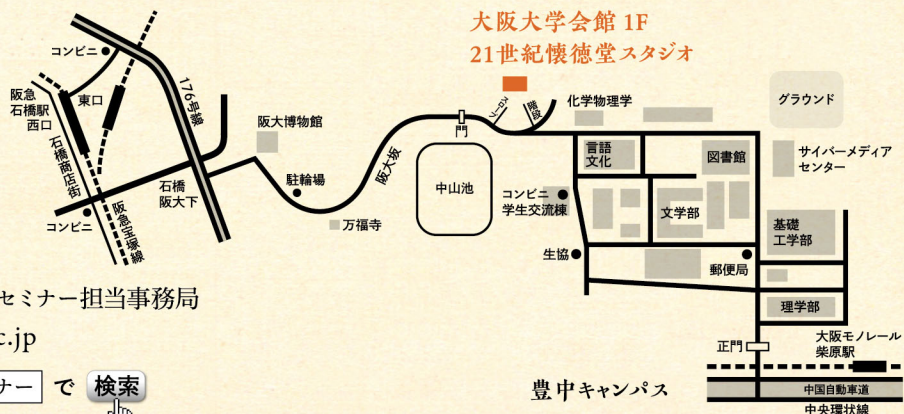 大阪大学会館 1F
21世紀懐徳堂スタジオ
コンビニ
176号線
阪急
石橋駅
西口
東口
石橋商店街
コンビニ
阪急宝塚線
石橋
阪大下
阪大博物館
駐輪場
万福寺
阪大坂
門
中山池
スロープ
階段
化学物理学
グラウンド
言語
文化
図書館
サイバーメディア
センター
コンビニ
学生交流棟
文学部
基礎
工学部
生協
郵便局
理学部
正門
大阪モノレール
柴原駅
中国自動車道
中央環状線
豊中キャンパス
セミナー担当事務局
c.jp
ナー で 検索